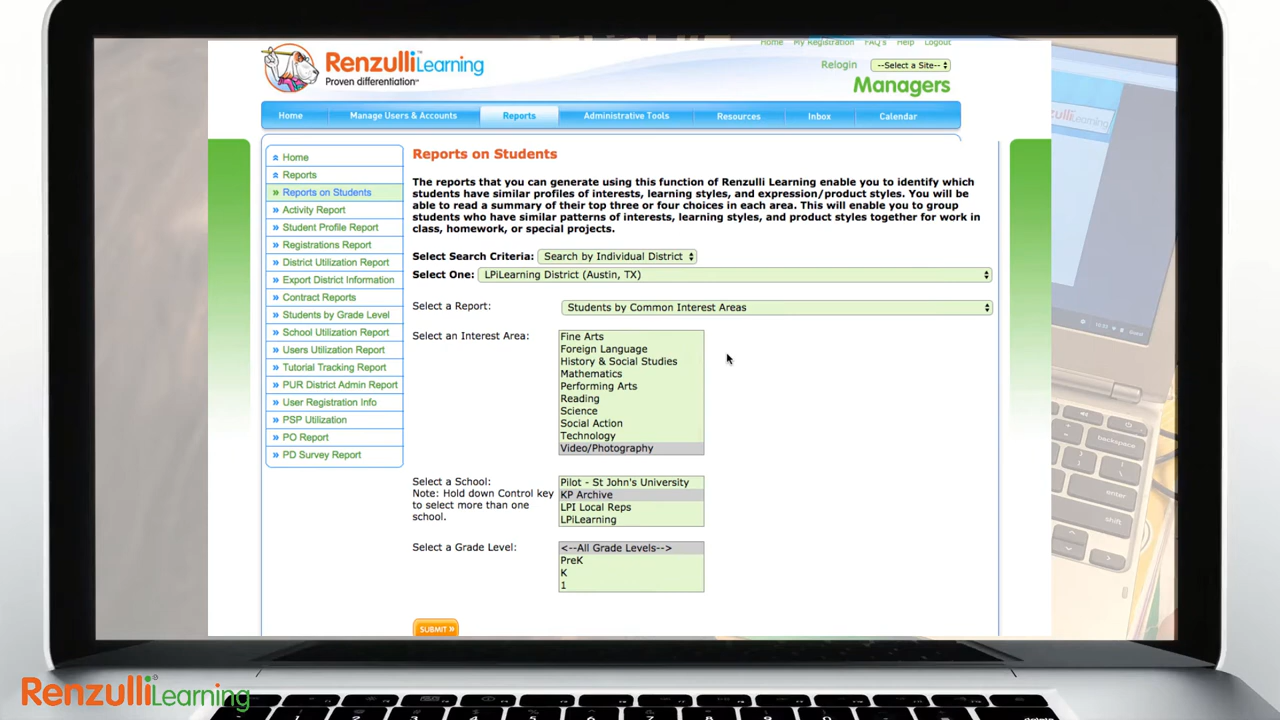 Home My Registration FAQ's Help Logout
RenzulliLearning™
Proven differentiation™
Relogin --Select a Site--
Managers
Home Manage Users & Accounts Reports Administrative Tools Resources Inbox Calendar
Home
Reports
Reports on Students
Activity Report
Student Profile Report
Registrations Report
District Utilization Report
Export District Information
Contract Reports
Students by Grade Level
School Utilization Report
Users Utilization Report
Tutorial Tracking Report
PUR District Admin Report
User Registration Info
PSP Utilization
PO Report
PD Survey Report
Reports on Students
The reports that you can generate using this function of Renzulli Learning enable you to identify which
students have similar profiles of interests, learning styles, and expression/product styles. You will be
able to read a summary of their top three or four choices in each area. This will enable you to group
students who have similar patterns of interests, learning styles, and product styles together for work in
class, homework, or special projects.
Select Search Criteria: Search by Individual District
Select One: LPiLearning District (Austin, TX)
Select a Report: Students by Common Interest Areas
Select an Interest Area:
Fine Arts
Foreign Language
History & Social Studies
Mathematics
Performing Arts
Reading
Science
Social Action
Technology
Video/Photography
Select a School:
Note: Hold down Control key
to select more than one
school.
Pilot - St John's University
KP Archive
LPI Local Reps
LPiLearning
Select a Grade Level:
<--All Grade Levels-->
PreK
K
1
SUBMIT »
backspace
enter
shift
RenzulliLearning